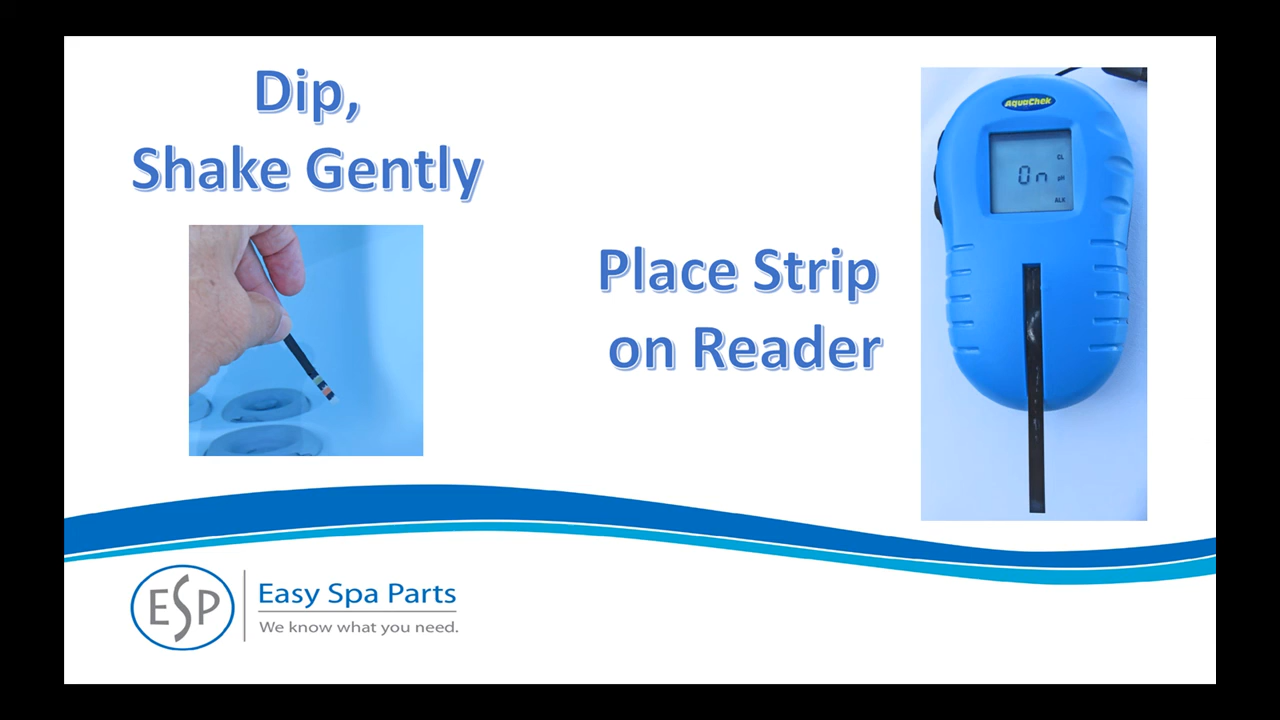 Dip,
Shake Gently
Place Strip
on Reader
AquaChek
CL
On
pH
ALK
ESP
Easy Spa Parts
We know what you need.